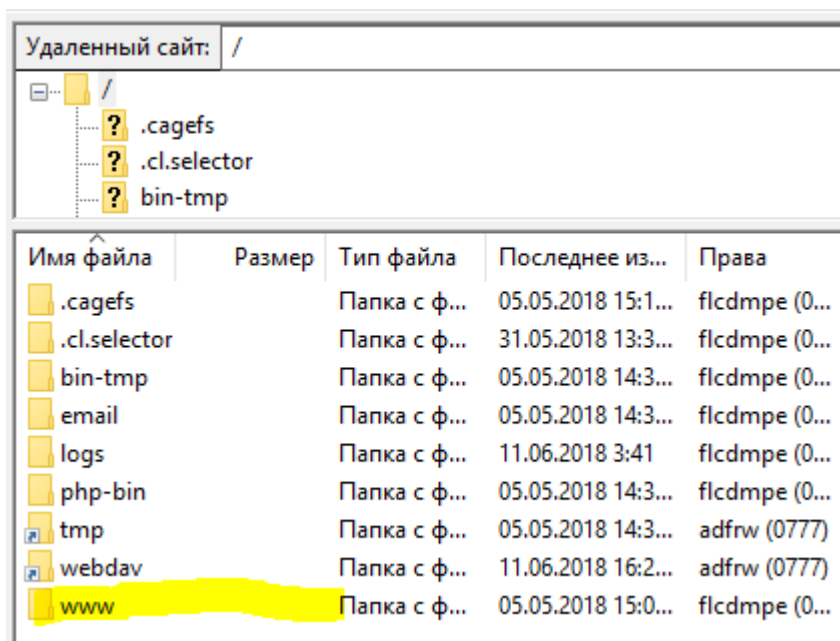 Удаленный сайт: /
/
.cagefs
.cl.selector
bin-tmp
Имя файла Размер Тип файла Последнее из... Права
.cagefs Папка с ф... 05.05.2018 15:1... flcdmpe (0...
.cl.selector Папка с ф... 31.05.2018 13:3... flcdmpe (0...
bin-tmp Папка с ф... 05.05.2018 14:3... flcdmpe (0...
email Папка с ф... 05.05.2018 14:3... flcdmpe (0...
logs Папка с ф... 11.06.2018 3:41 flcdmpe (0...
php-bin Папка с ф... 05.05.2018 14:3... flcdmpe (0...
tmp Папка с ф... 05.05.2018 14:3... adfrw (0777)
webdav Папка с ф... 11.06.2018 16:2... adfrw (0777)
www Папка с ф... 05.05.2018 15:0... flcdmpe (0...